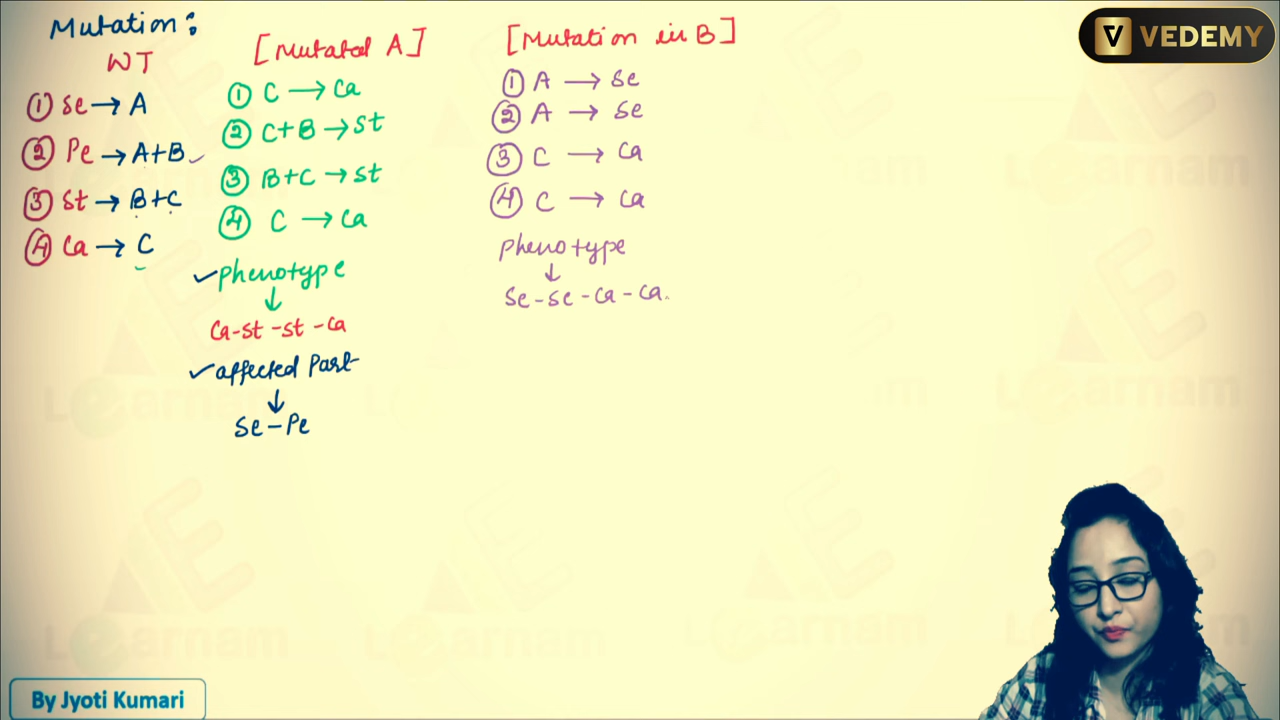 Mutation:
WT
① Se → A
② Pe → A+B
③ St → B+C
④ Ca → C
[Mutated A]
① C → Ca
② C+B → St
③ B+C → St
④ C → Ca
✓ phenotype
↓
Ca-st-st-Ca
✓ affected Part
↓
Se-Pe
[Mutation in B]
① A → Se
② A → Se
③ C → Ca
④ C → Ca
phenotype
↓
Se-Se-Ca-Ca.
V VEDEMY
Learnam
By Jyoti Kumari